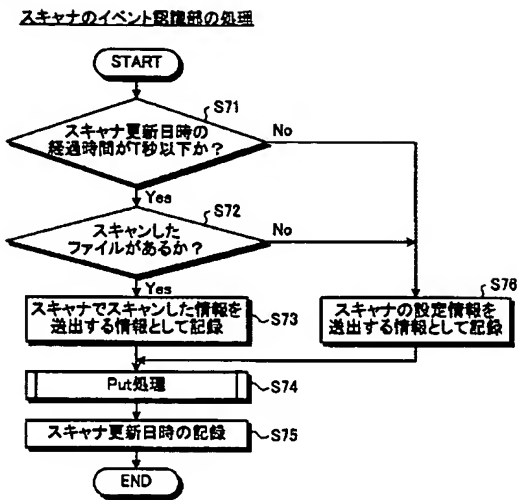 スキャナのイベント認識部の処理
START
S71
スキャナ更新日時の
経過時間がT秒以下か?
No
Yes
S72
スキャンした
ファイルがあるか?
No
Yes
スキャナでスキャンした情報を
送出する情報として記録
S73
S76
スキャナの設定情報を
送出する情報として記録
Put処理
S74
スキャナ更新日時の記録
S75
END